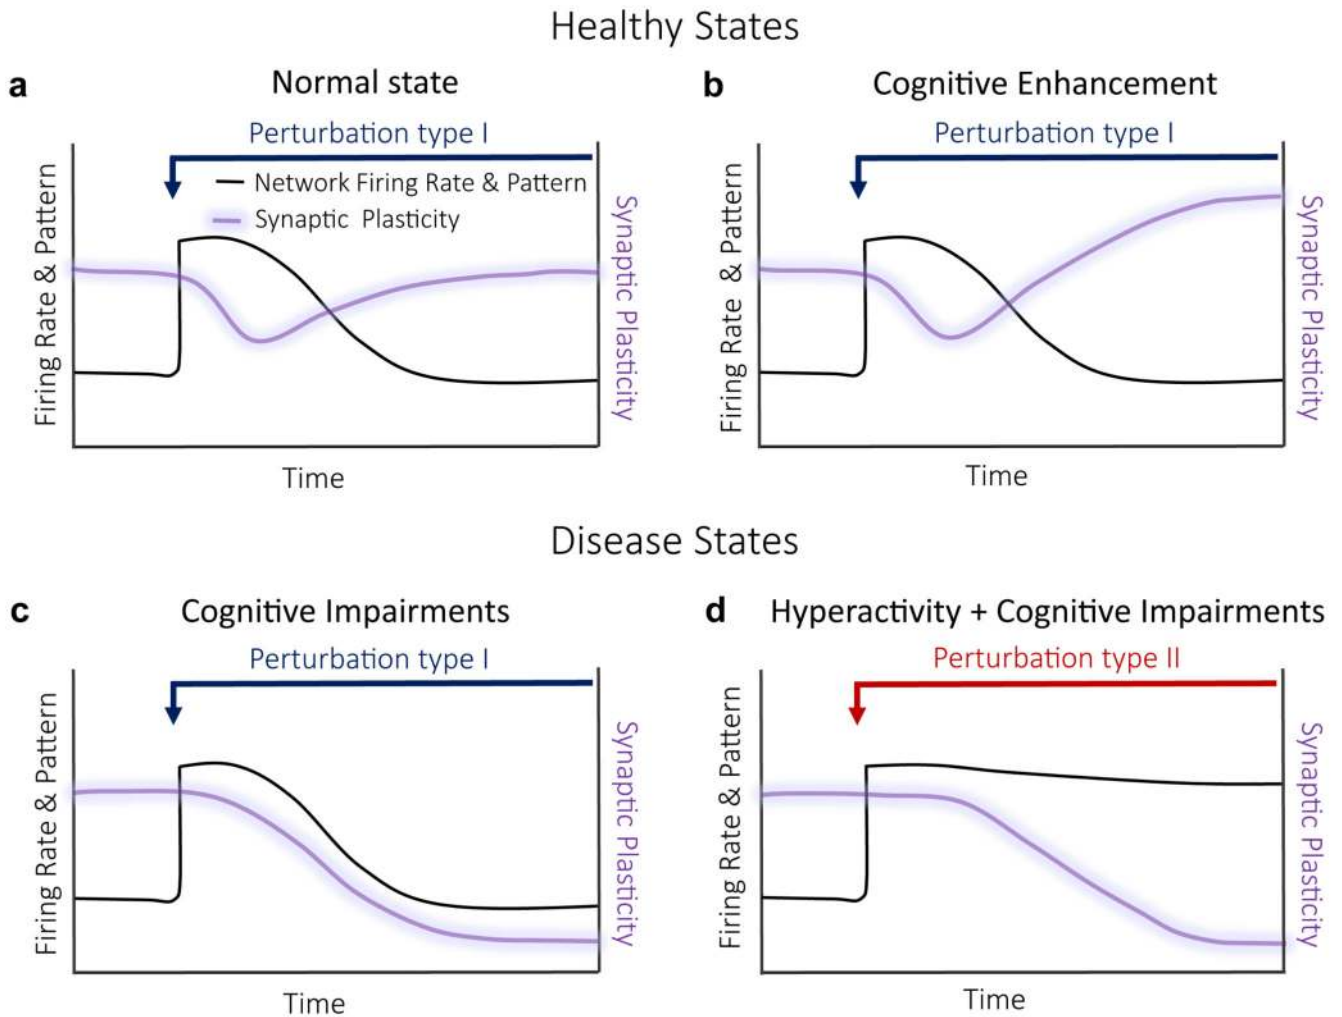 Healthy States
a
Normal state
Perturbation type I
Network Firing Rate & Pattern
Synaptic Plasticity
Firing Rate & Pattern
Synaptic Plasticity
Time
b
Cognitive Enhancement
Perturbation type I
Firing Rate & Pattern
Synaptic Plasticity
Time
Disease States
c
Cognitive Impairments
Perturbation type I
Firing Rate & Pattern
Synaptic Plasticity
Time
d
Hyperactivity + Cognitive Impairments
Perturbation type II
Firing Rate & Pattern
Synaptic Plasticity
Time